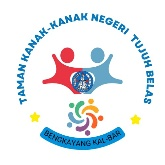 TAMAN KANAK-KANAK NEGERI TUJUH BELAS
BENGKAYANG KAL-BAR